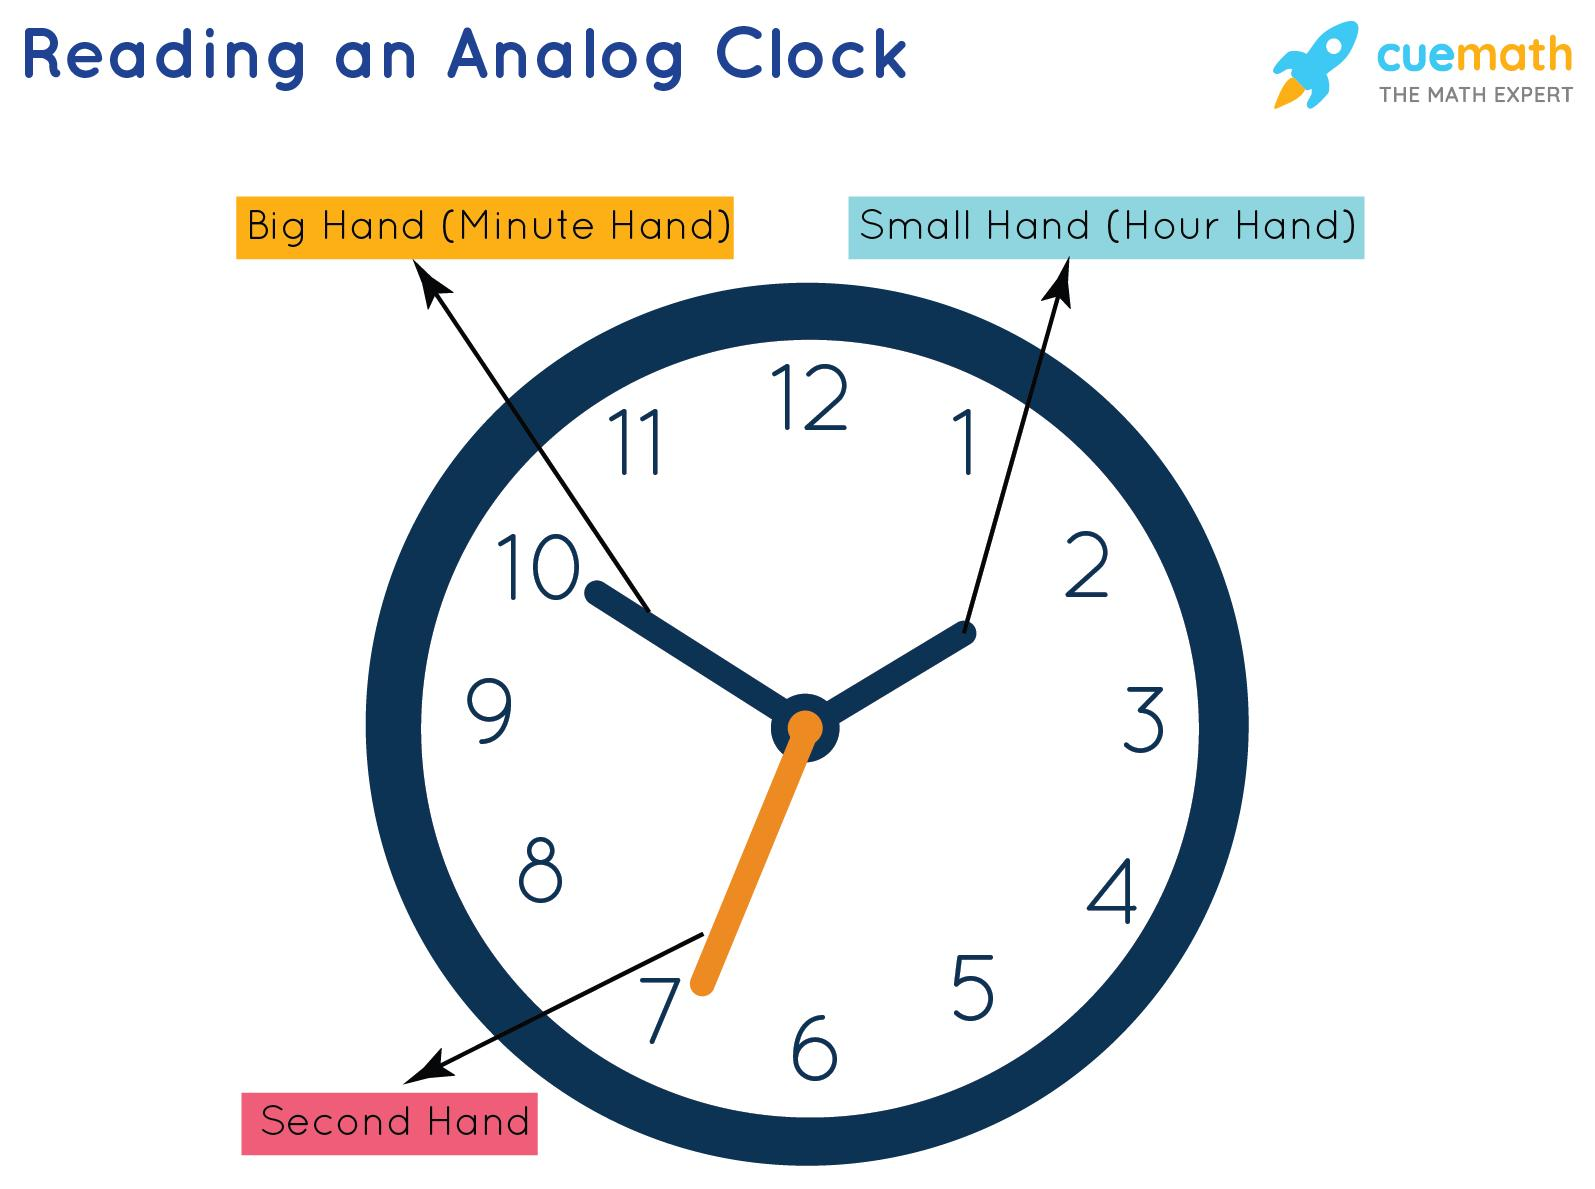 Reading an Analog Clock
cuemath
THE MATH EXPERT
Big Hand (Minute Hand)
Small Hand (Hour Hand)
12
11
1
10
2
9
3
8
4
7
5
6
Second Hand